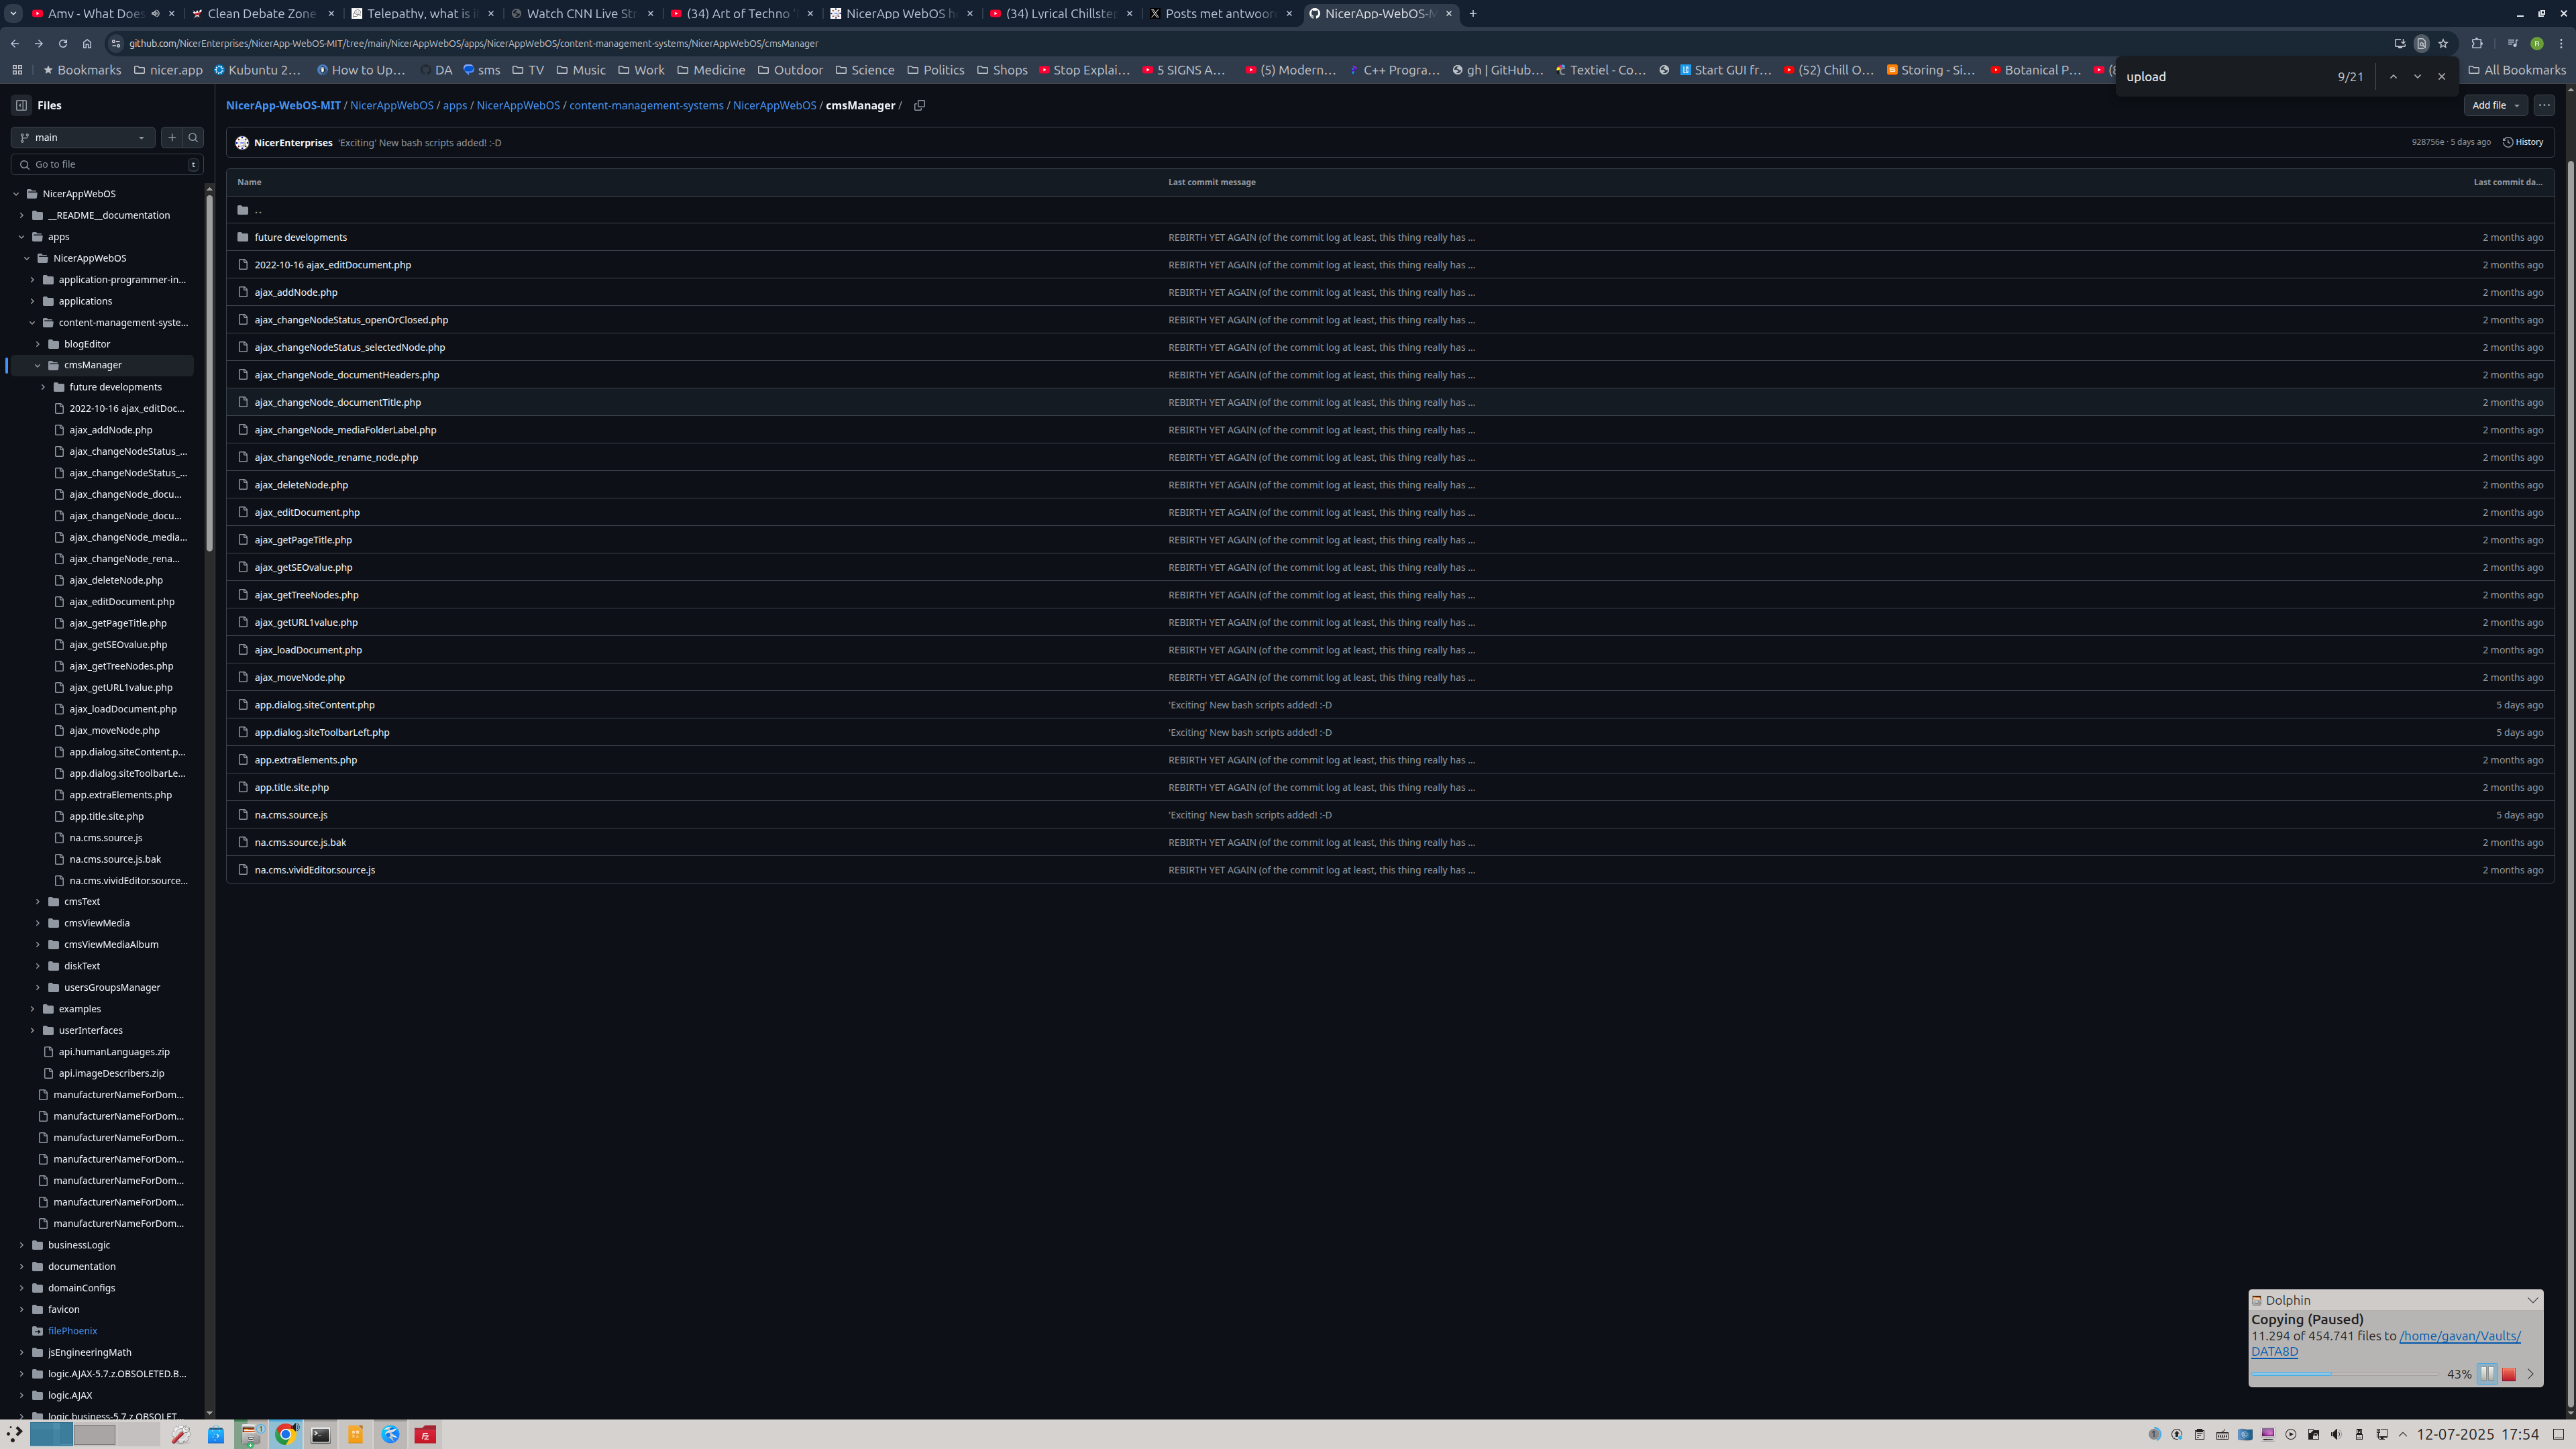 Amv - What Does
Clean Debate Zone
Telepathy, what is i
Watch CNN Live Str
(34) Art of Techno
NicerApp WebOS h
(34) Lyrical Chillste
Posts met antwoor
NicerApp-WebOS-M
github.com/NicerEnterprises/NicerApp-WebOS-MIT/tree/main/NicerAppWebOS/apps/NicerAppWebOS/content-management-systems/NicerAppWebOS/cmsManager
Bookmarks
nicer.app
Kubuntu 2…
How to Up…
DA
sms
TV
Music
Work
Medicine
Outdoor
Science
Politics
Shops
Stop Explai…
5 SIGNS A…
(5) Modern…
C++ Progra…
gh | GitHub…
Textiel - Co…
Start GUI fr…
(52) Chill O…
Storing - Si…
Botanical P…
All Bookmarks
upload
9/21
Files
NicerApp-WebOS-MIT / NicerAppWebOS / apps / NicerAppWebOS / content-management-systems / NicerAppWebOS / cmsManager /
Add file
main
NicerEnterprises 'Exciting' New bash scripts added! :-D
928756e · 5 days ago
History
Go to file
t
NicerAppWebOS
__README__documentation
apps
NicerAppWebOS
application-programmer-in...
applications
content-management-syste...
blogEditor
cmsManager
future developments
2022-10-16 ajax_editDoc...
ajax_addNode.php
ajax_changeNodeStatus_...
ajax_changeNodeStatus_...
ajax_changeNode_docu...
ajax_changeNode_docu...
ajax_changeNode_media...
ajax_changeNode_rena...
ajax_deleteNode.php
ajax_editDocument.php
ajax_getPageTitle.php
ajax_getSEOvalue.php
ajax_getTreeNodes.php
ajax_getURL1value.php
ajax_loadDocument.php
ajax_moveNode.php
app.dialog.siteContent.p...
app.dialog.siteToolbarLe...
app.extraElements.php
app.title.site.php
na.cms.source.js
na.cms.source.js.bak
na.cms.vividEditor.source...
cmsText
cmsViewMedia
cmsViewMediaAlbum
diskText
usersGroupsManager
examples
userInterfaces
api.humanLanguages.zip
api.imageDescribers.zip
manufacturerNameForDom...
manufacturerNameForDom...
manufacturerNameForDom...
manufacturerNameForDom...
manufacturerNameForDom...
manufacturerNameForDom...
manufacturerNameForDom...
businessLogic
documentation
domainConfigs
favicon
filePhoenix
jsEngineeringMath
logic.AJAX-5.7.z.OBSOLETED.B...
logic.AJAX
logic.business-5.7.z.OBSOLET...
Name Last commit message Last commit da...
..
future developments REBIRTH YET AGAIN (of the commit log at least, this thing really has ... 2 months ago
2022-10-16 ajax_editDocument.php REBIRTH YET AGAIN (of the commit log at least, this thing really has ... 2 months ago
ajax_addNode.php REBIRTH YET AGAIN (of the commit log at least, this thing really has ... 2 months ago
ajax_changeNodeStatus_openOrClosed.php REBIRTH YET AGAIN (of the commit log at least, this thing really has ... 2 months ago
ajax_changeNodeStatus_selectedNode.php REBIRTH YET AGAIN (of the commit log at least, this thing really has ... 2 months ago
ajax_changeNode_documentHeaders.php REBIRTH YET AGAIN (of the commit log at least, this thing really has ... 2 months ago
ajax_changeNode_documentTitle.php REBIRTH YET AGAIN (of the commit log at least, this thing really has ... 2 months ago
ajax_changeNode_mediaFolderLabel.php REBIRTH YET AGAIN (of the commit log at least, this thing really has ... 2 months ago
ajax_changeNode_rename_node.php REBIRTH YET AGAIN (of the commit log at least, this thing really has ... 2 months ago
ajax_deleteNode.php REBIRTH YET AGAIN (of the commit log at least, this thing really has ... 2 months ago
ajax_editDocument.php REBIRTH YET AGAIN (of the commit log at least, this thing really has ... 2 months ago
ajax_getPageTitle.php REBIRTH YET AGAIN (of the commit log at least, this thing really has ... 2 months ago
ajax_getSEOvalue.php REBIRTH YET AGAIN (of the commit log at least, this thing really has ... 2 months ago
ajax_getTreeNodes.php REBIRTH YET AGAIN (of the commit log at least, this thing really has ... 2 months ago
ajax_getURL1value.php REBIRTH YET AGAIN (of the commit log at least, this thing really has ... 2 months ago
ajax_loadDocument.php REBIRTH YET AGAIN (of the commit log at least, this thing really has ... 2 months ago
ajax_moveNode.php REBIRTH YET AGAIN (of the commit log at least, this thing really has ... 2 months ago
app.dialog.siteContent.php 'Exciting' New bash scripts added! :-D 5 days ago
app.dialog.siteToolbarLeft.php 'Exciting' New bash scripts added! :-D 5 days ago
app.extraElements.php REBIRTH YET AGAIN (of the commit log at least, this thing really has ... 2 months ago
app.title.site.php REBIRTH YET AGAIN (of the commit log at least, this thing really has ... 2 months ago
na.cms.source.js 'Exciting' New bash scripts added! :-D 5 days ago
na.cms.source.js.bak REBIRTH YET AGAIN (of the commit log at least, this thing really has ... 2 months ago
na.cms.vividEditor.source.js REBIRTH YET AGAIN (of the commit log at least, this thing really has ... 2 months ago
Dolphin
Copying (Paused)
11.294 of 454.741 files to /home/gavan/Vaults/
DATA8D
43%
12-07-2025 17:54